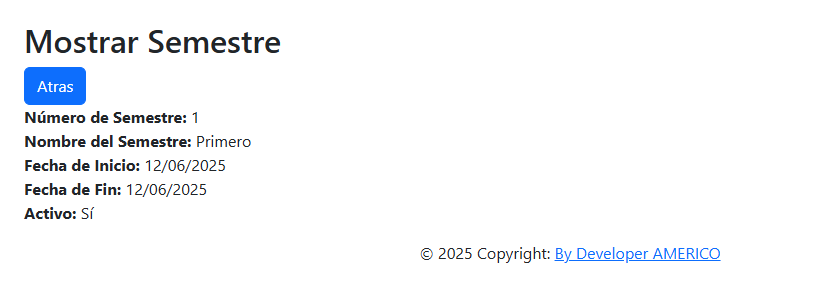 Mostrar Semestre
Atras
Número de Semestre: 1
Nombre del Semestre: Primero
Fecha de Inicio: 12/06/2025
Fecha de Fin: 12/06/2025
Activo: Sí
© 2025 Copyright: By Developer AMERICO